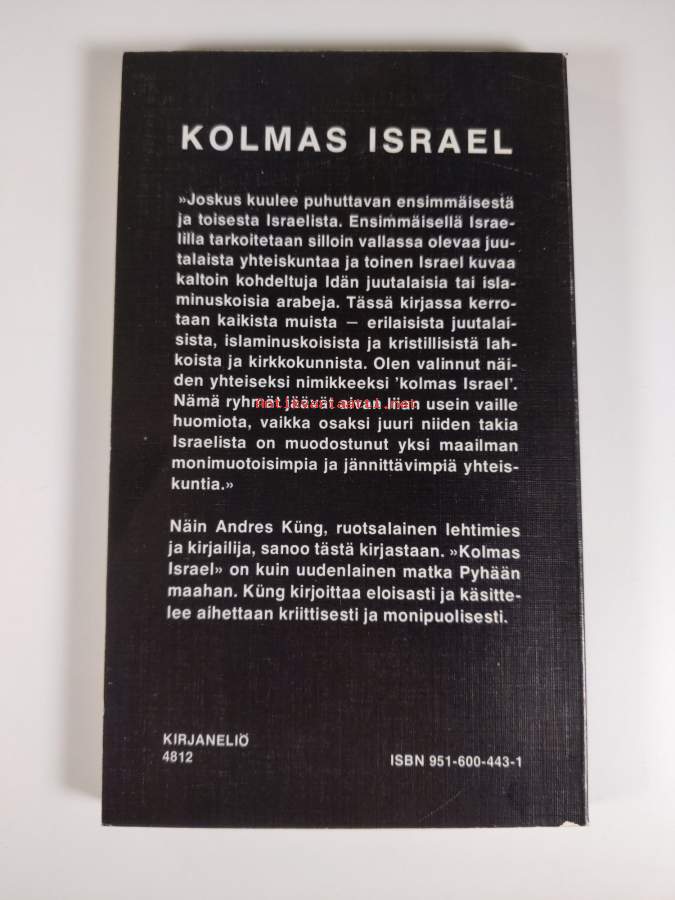 KOLMAS ISRAEL
»Joskus kuulee puhuttavan ensimmäisestä
ja toisesta Israelista. Ensimmäisellä Israe-
lilla tarkoitetaan silloin vallassa olevaa juu-
talaista yhteiskuntaa ja toinen Israel kuvaa
kaltoin kohdeltuja Idän juutalaisia tai isla-
minuskoisia arabeja. Tässä kirjassa kerro-
taan kaikista muista — erilaisista juutalai-
sista, islaminuskoisista ja kristillisistä lah-
koista ja kirkkokunnista. Olen valinnut näi-
den yhteiseksi nimikkeeksi 'kolmas Israel'.
Nämä ryhmät jäävät aivan liian usein vaille
huomiota, vaikka osaksi juuri niiden takia
Israelista on muodostunut yksi maailman
monimuotoisimpia ja jännittävimpiä yhteis-
kuntia.»
Näin Andres Küng, ruotsalainen lehtimies
ja kirjailija, sanoo tästä kirjastaan. »Kolmas
Israel» on kuin uudenlainen matka Pyhään
maahan. Küng kirjoittaa eloisasti ja käsitte-
lee aihettaan kriittisesti ja monipuolisesti.
KIRJANELIÖ
4812
ISBN 951-600-443-1